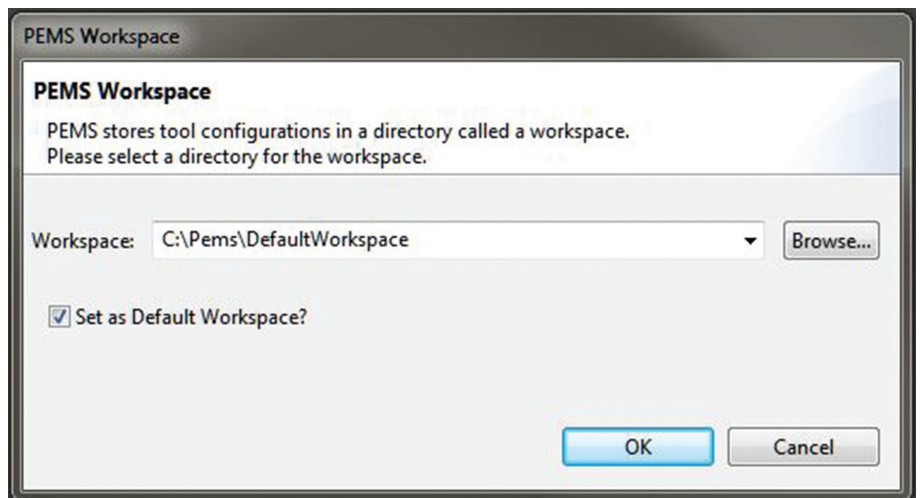 PEMS Workspace
PEMS Workspace
PEMS stores tool configurations in a directory called a workspace.
Please select a directory for the workspace.
Workspace: C:\Pems\DefaultWorkspace Browse...
Set as Default Workspace?
OK Cancel